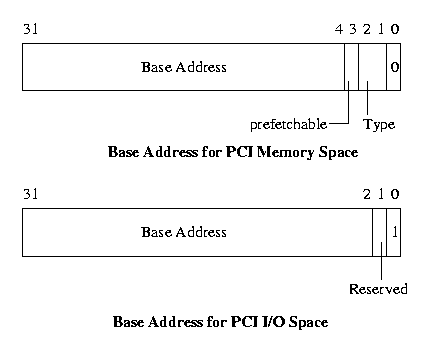 31 4 3 2 1 0
Base Address 0
prefetchable Type
Base Address for PCI Memory Space
31 2 1 0
Base Address 1
Reserved
Base Address for PCI I/O Space